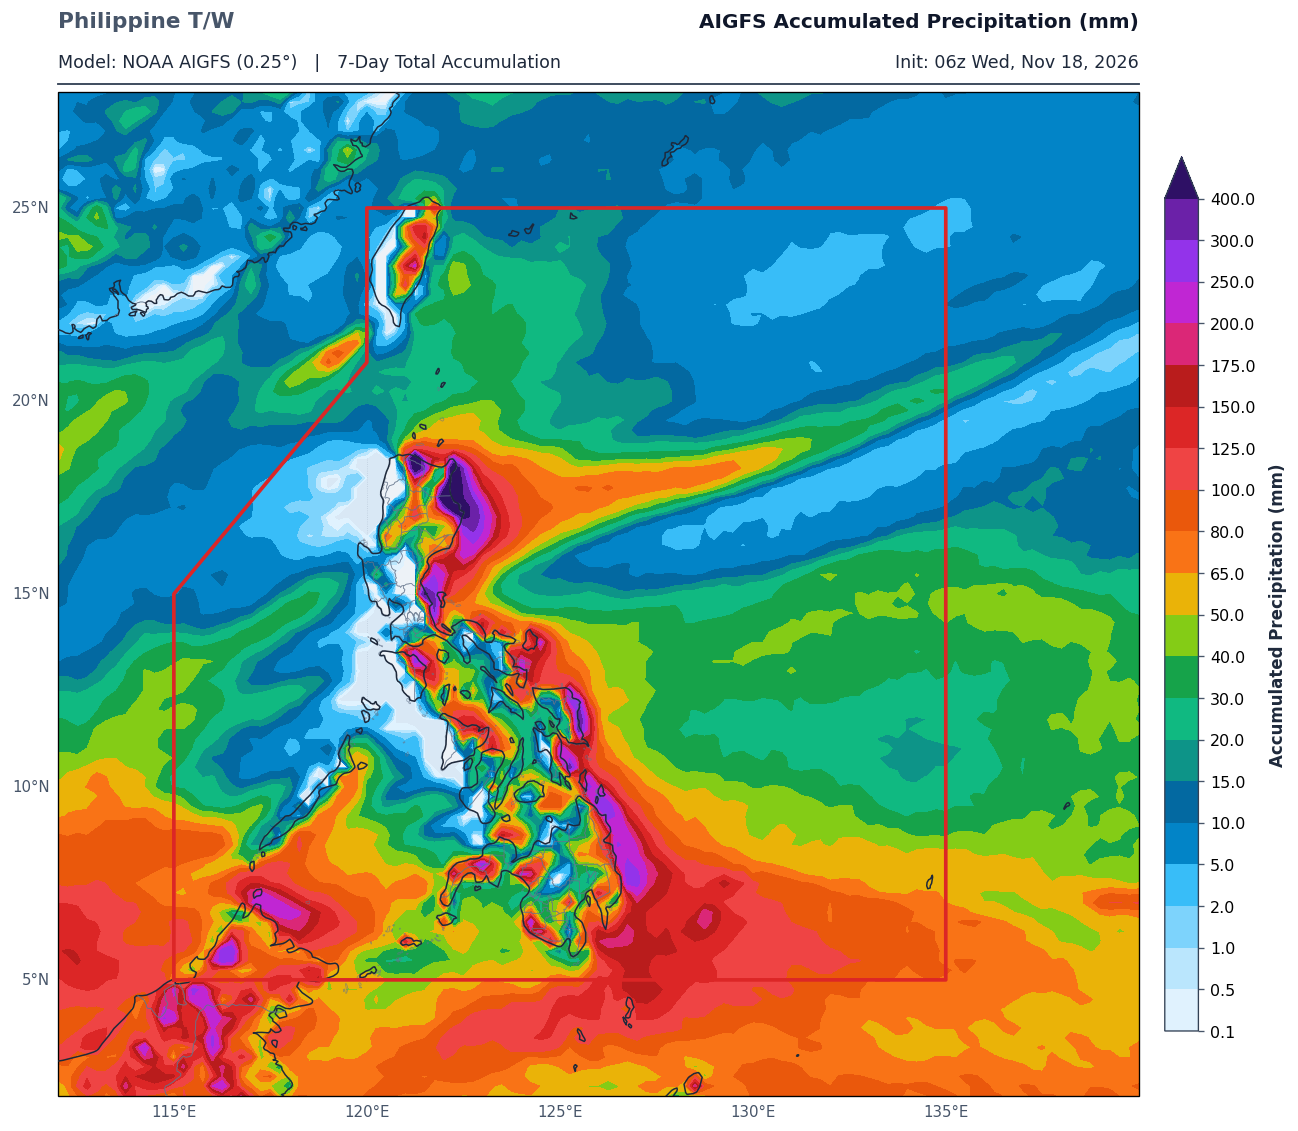 Philippine T/W
AIGFS Accumulated Precipitation (mm)
Model: NOAA AIGFS (0.25°)   |   7-Day Total Accumulation
Init: 06z Wed, Nov 18, 2026
25°N
20°N
15°N
10°N
5°N
115°E
120°E
125°E
130°E
135°E
400.0
300.0
250.0
200.0
175.0
150.0
125.0
100.0
80.0
65.0
50.0
40.0
30.0
20.0
15.0
10.0
5.0
2.0
1.0
0.5
0.1
Accumulated Precipitation (mm)